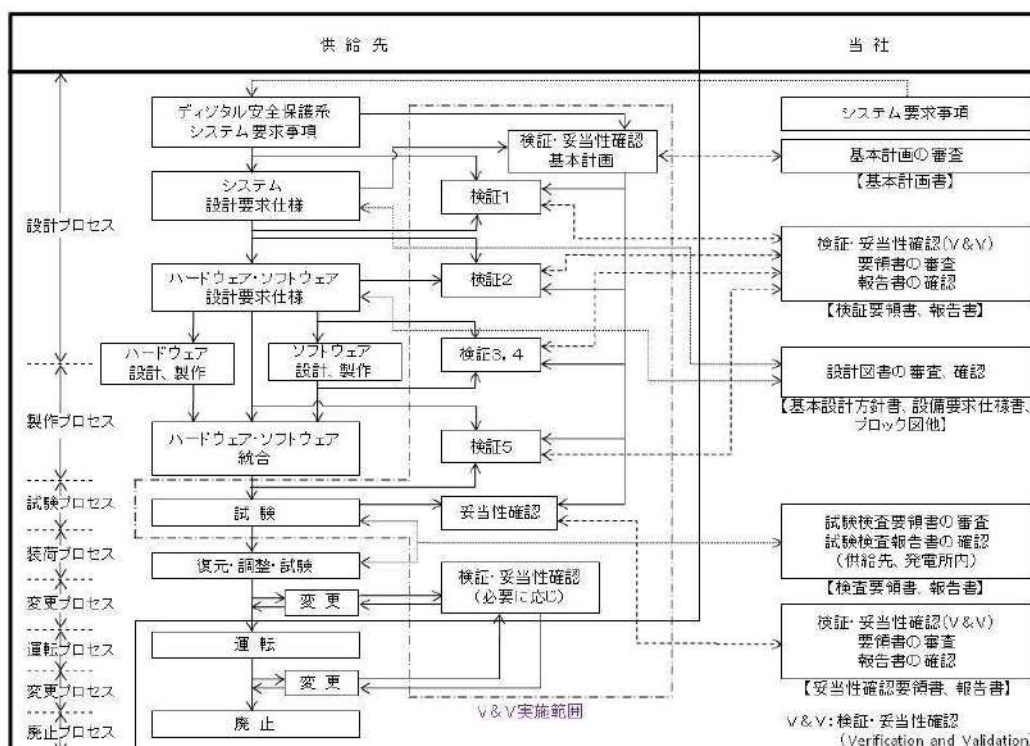 供給先
当社
ディジタル安全保護系
システム要求事項
システム要求事項
検証・妥当性確認
基本計画
基本計画の審査
【基本計画書】
システム
設計要求仕様
検証1
設計プロセス
検証・妥当性確認(V&V)
要領書の審査
報告書の確認
【検証要領書、報告書】
ハードウェア・ソフトウェア
設計要求仕様
検証2
ハードウェア
設計、製作
ソフトウェア
設計、製作
検証3,4
設計図書の審査、確認
【基本設計方針書、設備要求仕様書、
ブロック図他】
製作プロセス
ハードウェア・ソフトウェア
統合
検証5
試験プロセス
試験
妥当性確認
試験検査要領書の審査
試験検査報告書の確認
(供給先、発電所内)
【検査要領書、報告書】
装荷プロセス
復元・調整・試験
検証・妥当性確認
(必要に応じ)
変更プロセス
変更
検証・妥当性確認(V&V)
要領書の審査
報告書の確認
【妥当性確認要領書、報告書】
運転プロセス
運転
変更プロセス
変更
V&V実施範囲
廃止プロセス
廃止
V&V:検証・妥当性確認
(Verification and Validation)